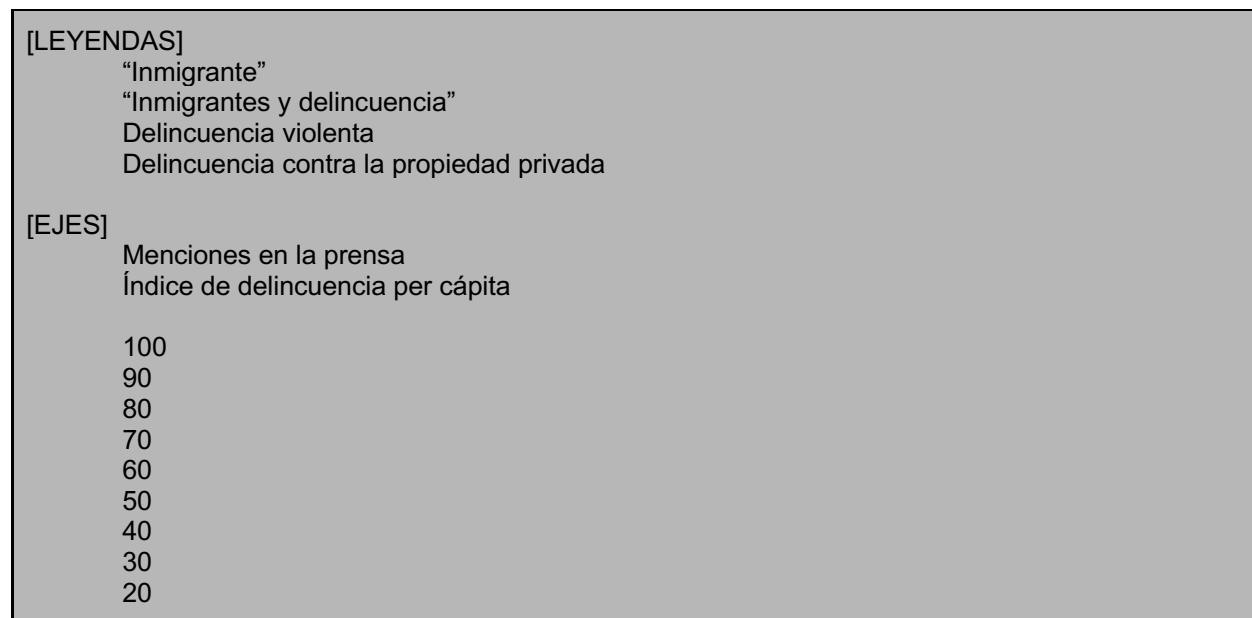 [LEYENDAS]
“Inmigrante”
“Inmigrantes y delincuencia”
Delincuencia violenta
Delincuencia contra la propiedad privada
[EJES]
Menciones en la prensa
Índice de delincuencia per cápita
100
90
80
70
60
50
40
30
20